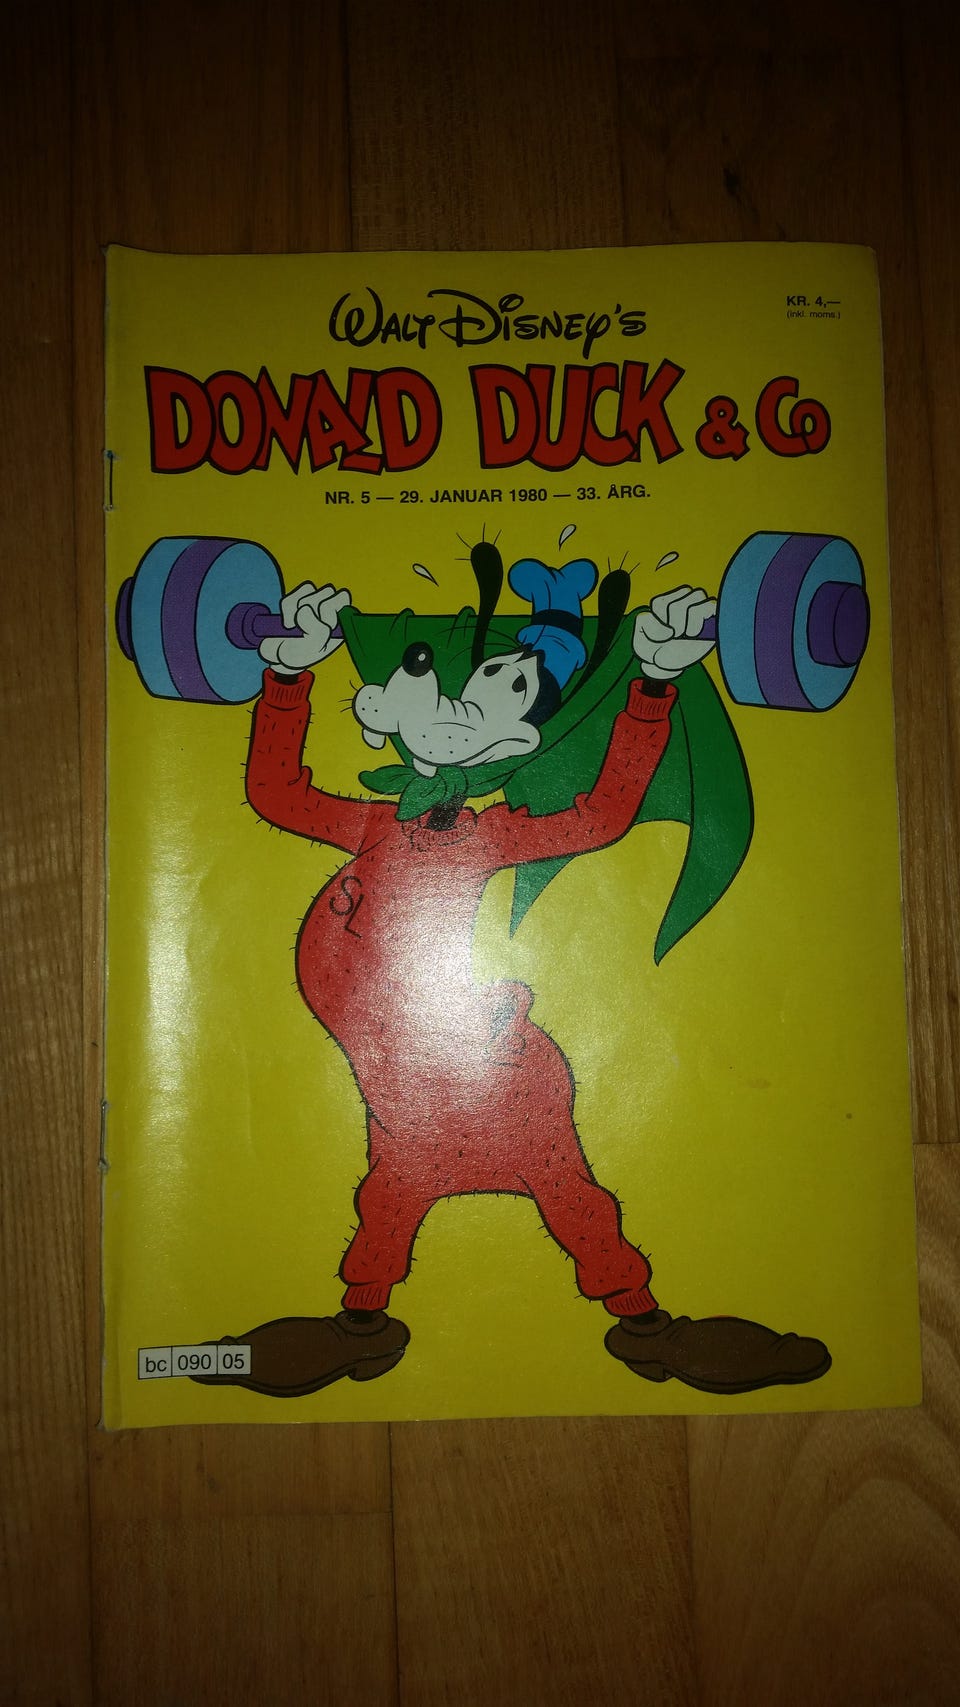 Walt Disney's
KR. 4,—
(inkl. moms.)
DONALD DUCK & Co
NR. 5 — 29. JANUAR 1980 — 33. ÅRG.
SL
bc 090 05